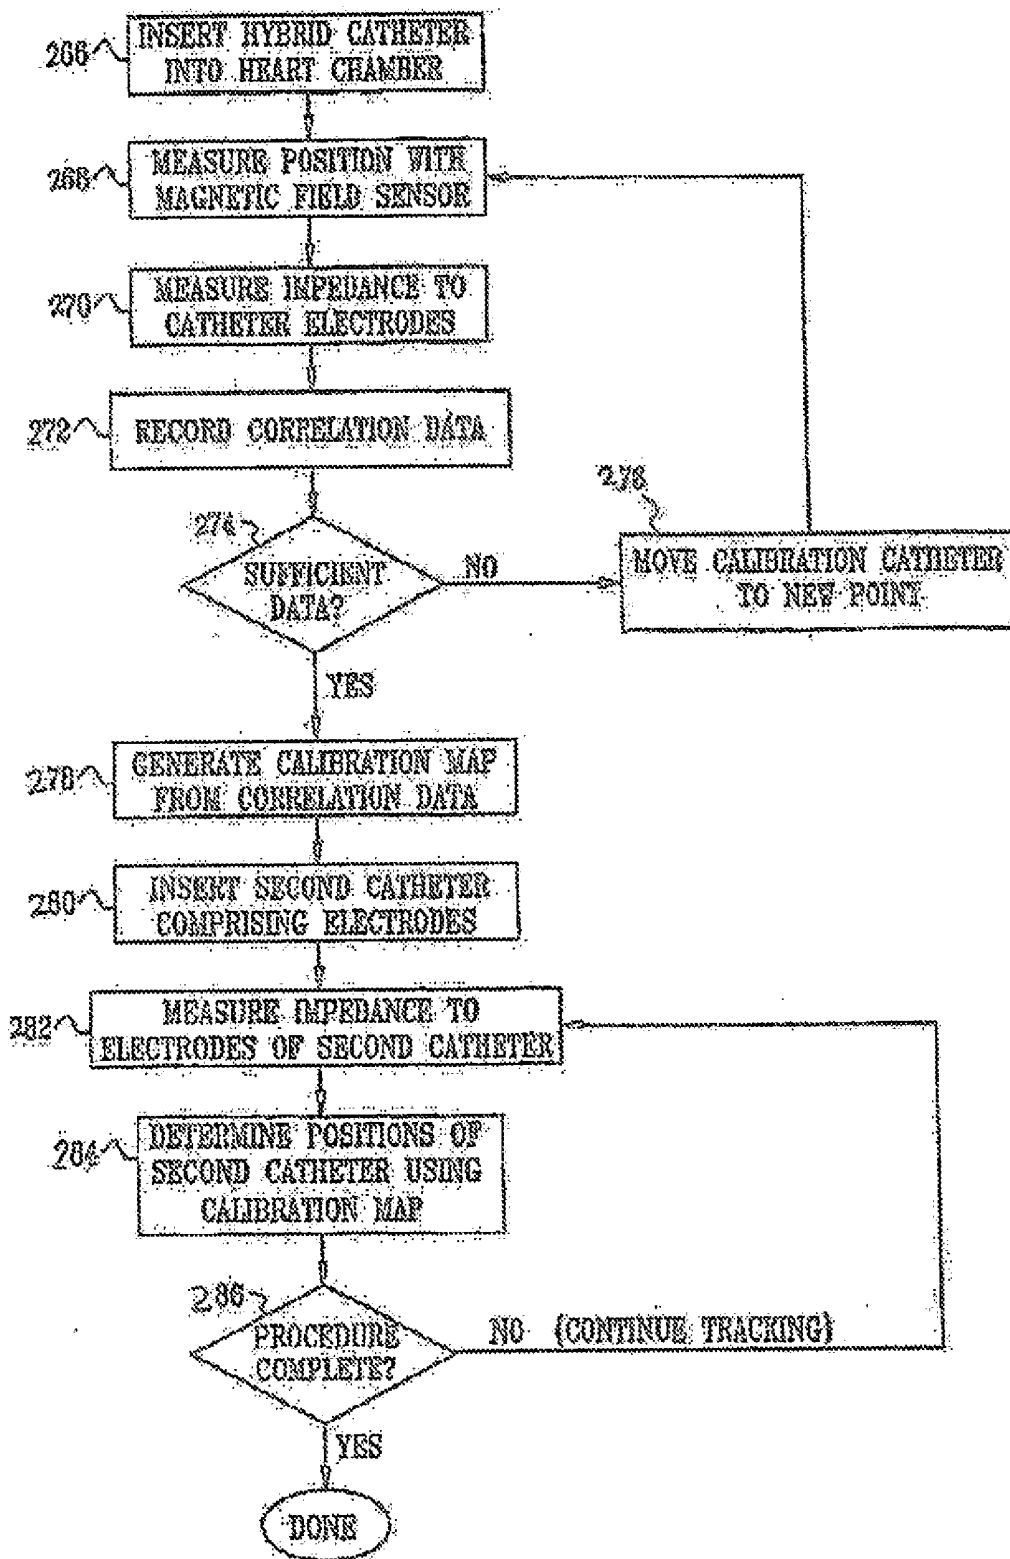 266
INSERT HYBRID CATHETER
INTO HEART CHAMBER
268
MEASURE POSITION WITH
MAGNETIC FIELD SENSOR
270
MEASURE IMPEDANCE TO
CATHETER ELECTRODES
272
RECORD CORRELATION DATA
274
SUFFICIENT
DATA?
NO
276
MOVE CALIBRATION CATHETER
TO NEW POINT
YES
278
GENERATE CALIBRATION MAP
FROM CORRELATION DATA
280
INSERT SECOND CATHETER
COMPRISING ELECTRODES
282
MEASURE IMPEDANCE TO
ELECTRODES OF SECOND CATHETER
284
DETERMINE POSITIONS OF
SECOND CATHETER USING
CALIBRATION MAP
286
PROCEDURE
COMPLETE?
NO (CONTINUE TRACKING)
YES
DONE